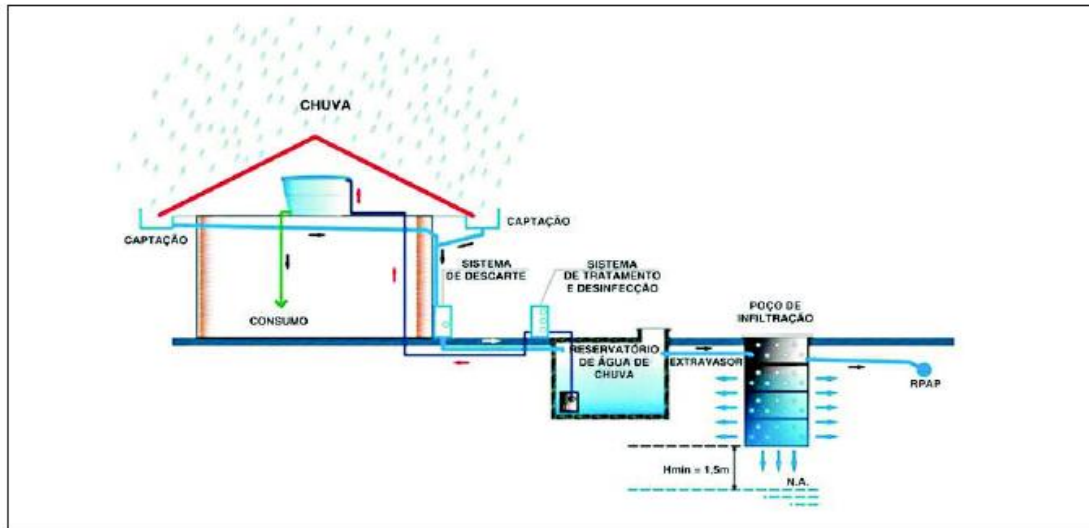 CHUVA
CAPTAÇÃO
CAPTAÇÃO
SISTEMA
DE DESCARTE
SISTEMA
DE TRATAMENTO
E DESINFECÇÃO
POÇO DE
INFILTRAÇÃO
CONSUMO
RESERVATÓRIO
DE ÁGUA DE
CHUVA
EXTRAVASOR
RPAP
Hmin = 1,5m
N.A.